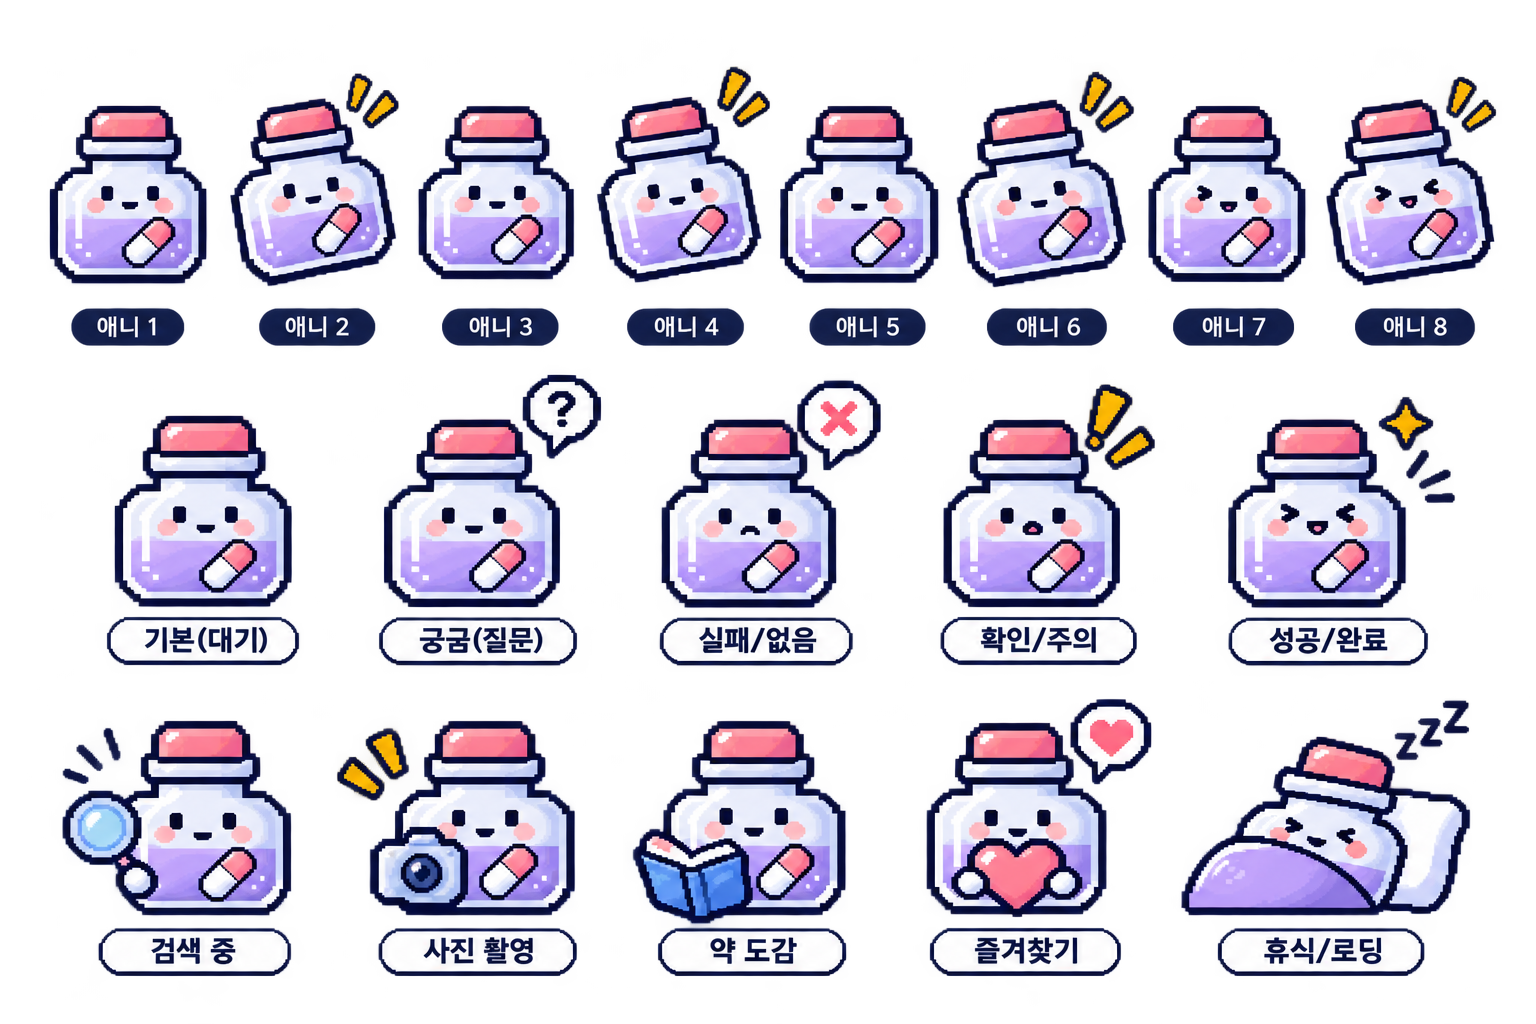 애니 1
애니 2
애니 3
애니 4
애니 5
애니 6
애니 7
애니 8
?
기본(대기)
궁금(질문)
실패/없음
확인/주의
성공/완료
zzZ
검색 중
사진 촬영
약 도감
즐겨찾기
휴식/로딩